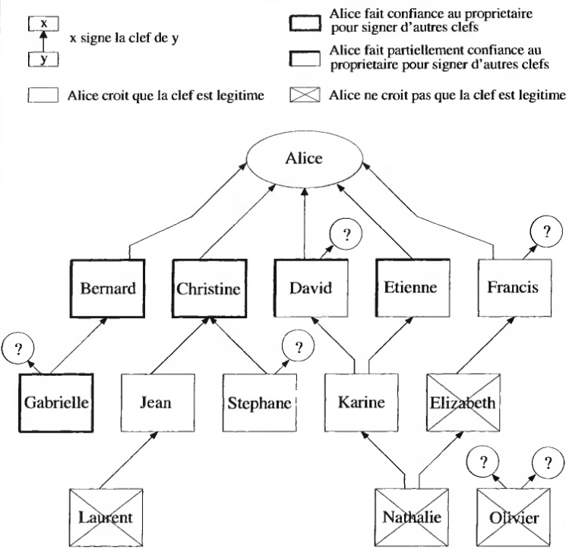 x
x signe la clef de y
y
Alice fait confiance au proprietaire
pour signer d'autres clefs
Alice fait partiellement confiance au
proprietaire pour signer d'autres clefs
Alice croit que la clef est legitime
Alice ne croit pas que la clef est legitime
Alice
? ?
Bernard Christine David Etienne Francis
? ?
Gabrielle Jean Stephane Karine Elizabeth
? ?
Laurent Nathalie Olivier